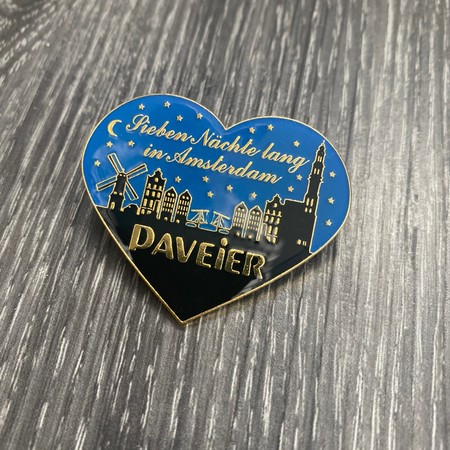 Sieben Nächte lang
in Amsterdam
PAVEiER